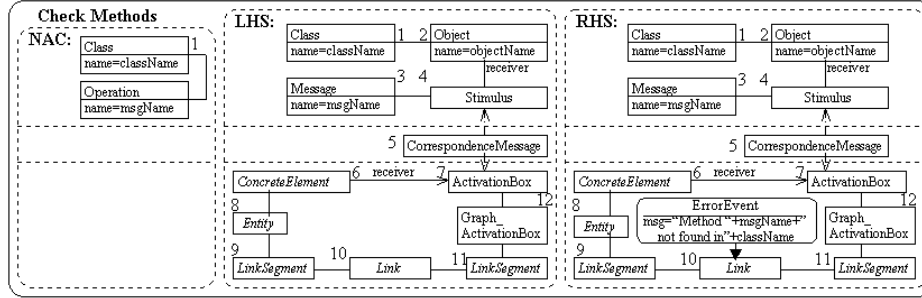 Check Methods
NAC:
Class
1
name=className
Operation
name=msgName
LHS:
Class
1
2
Object
name=className
name=objectName
receiver
3
4
Message
name=msgName
Stimulus
5
CorrespondenceMessage
6
receiver
7
ConcreteElement
ActivationBox
12
8
Entity
Graph_
ActivationBox
9
10
11
LinkSegment
Link
LinkSegment
RHS:
Class
1
2
Object
name=className
name=objectName
receiver
3
4
Message
name=msgName
Stimulus
5
CorrespondenceMessage
6
receiver
7
ConcreteElement
ActivationBox
12
8
ErrorEvent
msg="Method "+msgName+"
not found in"+className
Entity
Graph_
ActivationBox
9
10
11
LinkSegment
Link
LinkSegment